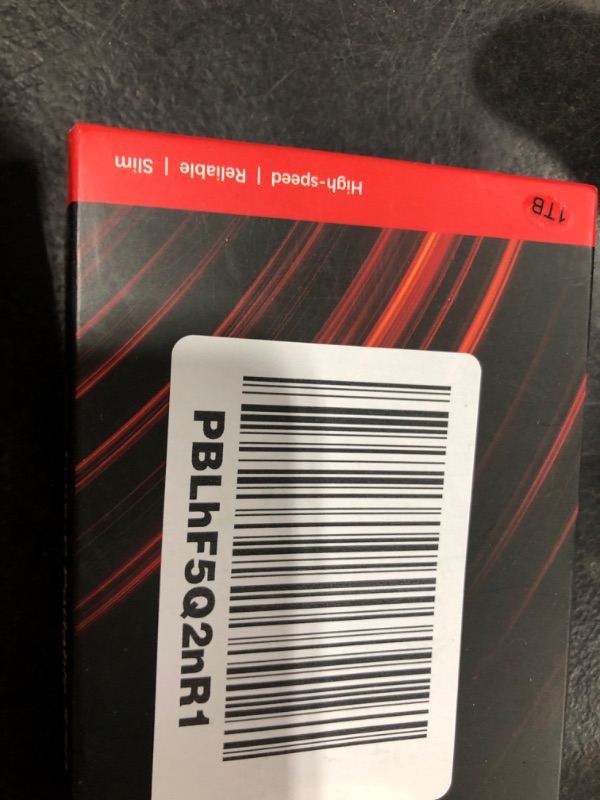 High-speed | Reliable | Slim
1TB
PBLhF5Q2nR1